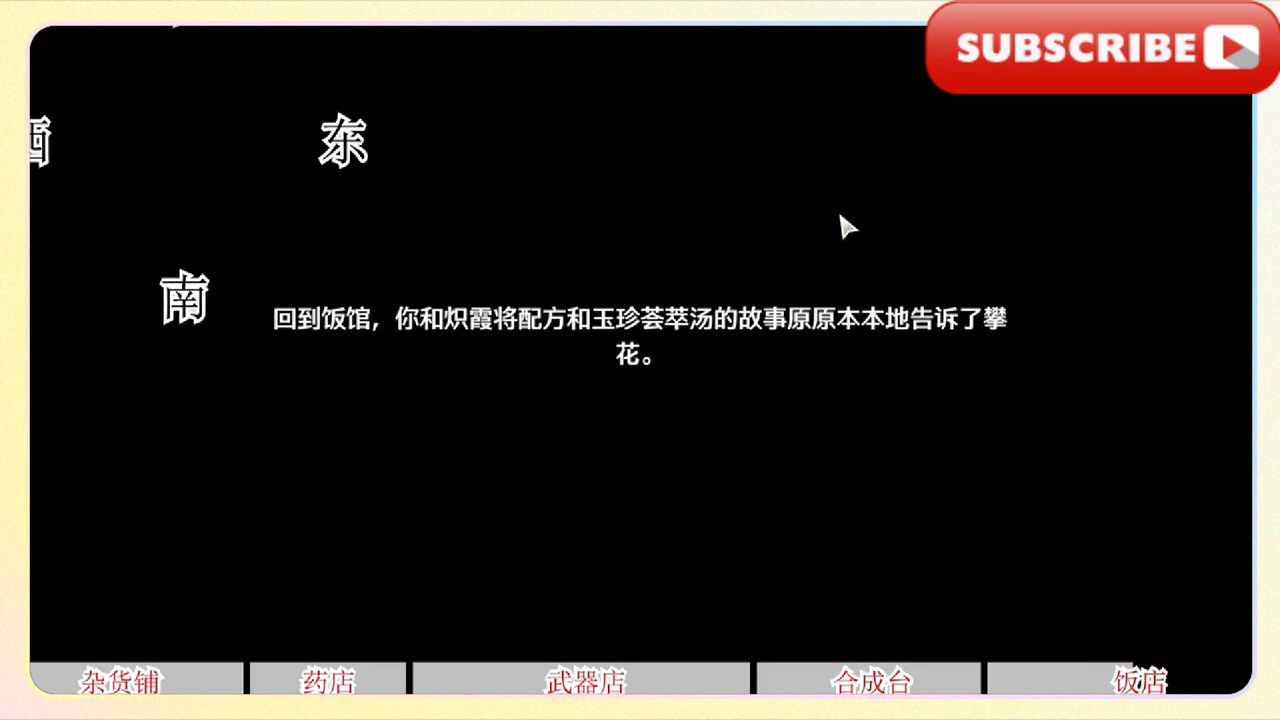 SUBSCRIBE
西
东
南
回到饭馆，你和炽霞将配方和玉珍荟萃汤的故事原原本本地告诉了攀
花。
杂货铺
药店
武器店
合成台
饭店